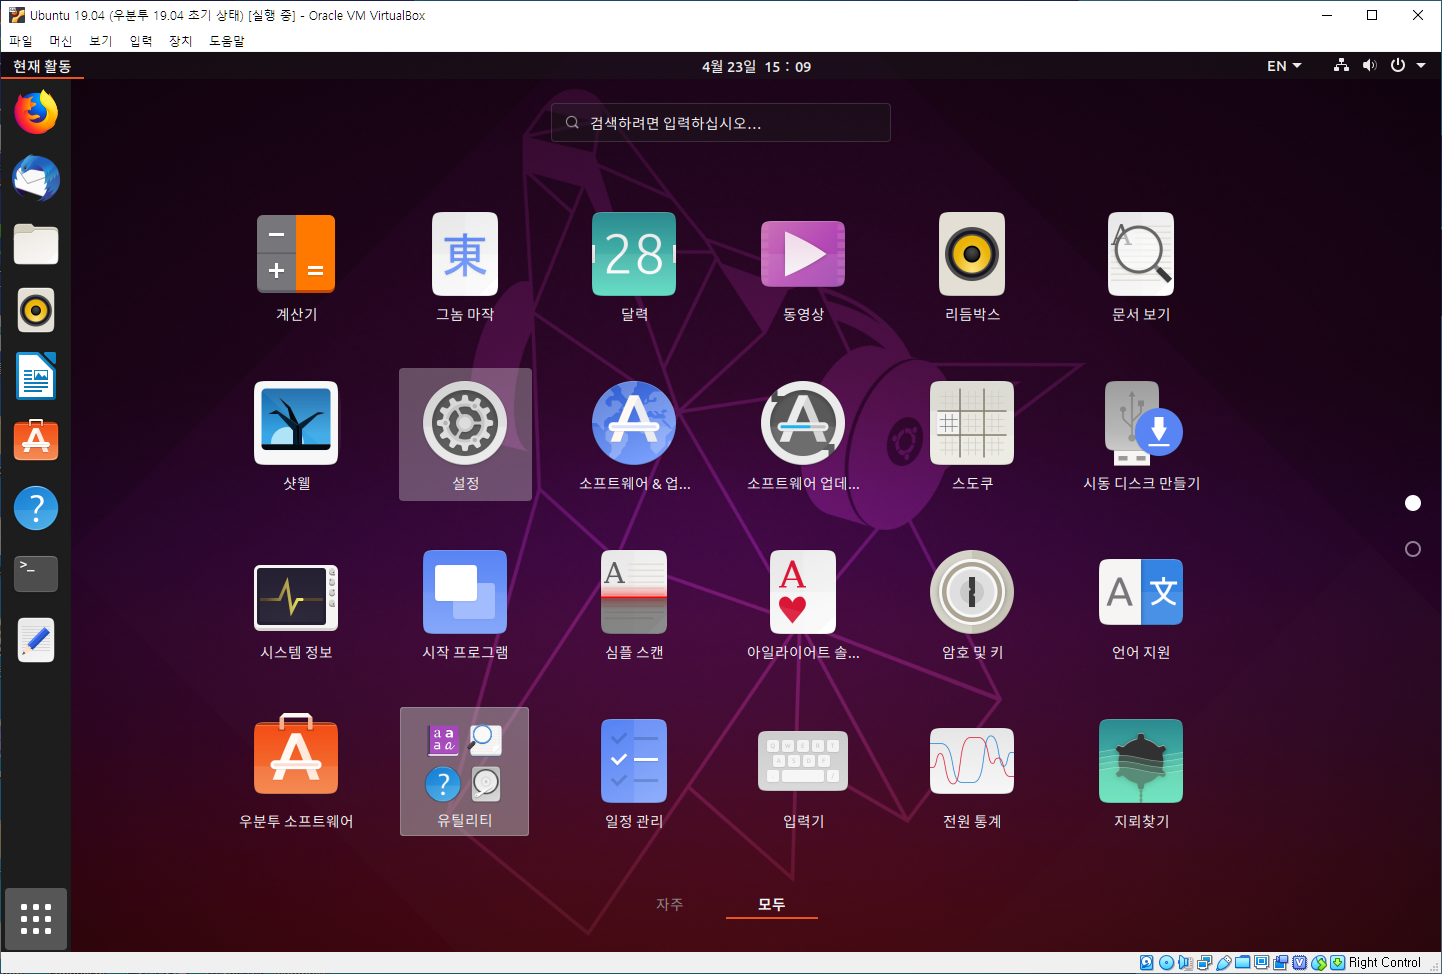 Ubuntu 19.04 (우분투 19.04 초기 상태) [실행 중] - Oracle VM VirtualBox
파일 머신 보기 입력 장치 도움말
현재 활동 4월 23일 15 : 09 EN
검색하려면 입력하십시오...
東 28 A
계산기 그놈 마작 달력 동영상 리듬박스 문서 보기
샷웰 설정 소프트웨어 & 업... 소프트웨어 업데... 스도쿠 시동 디스크 만들기
A A A 文
시스템 정보 시작 프로그램 심플 스캔 아일라이어트 솔... 암호 및 키 언어 지원
a a
a a
?
Q W E R T
A S D F
우분투 소프트웨어 유틸리티 일정 관리 입력기 전원 통계 지뢰찾기
?
>_
자주 모두
Right Control